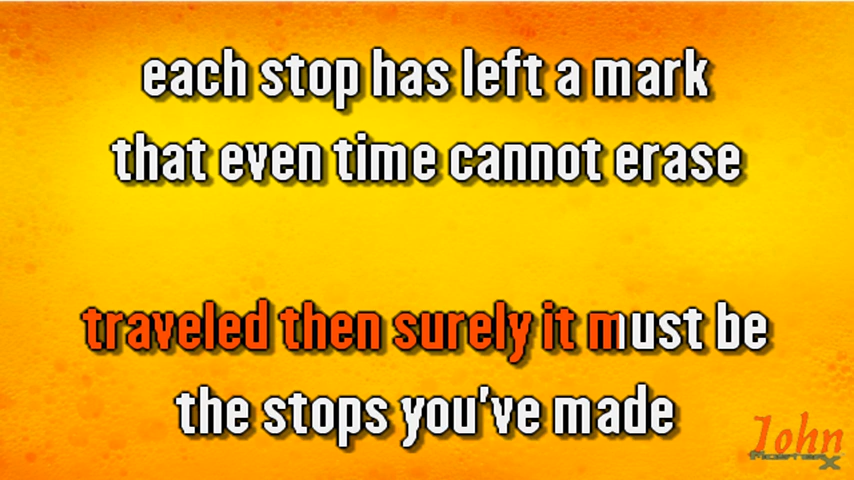 each stop has left a mark
that even time cannot erase
traveled then surely it must be
the stops you've made
John